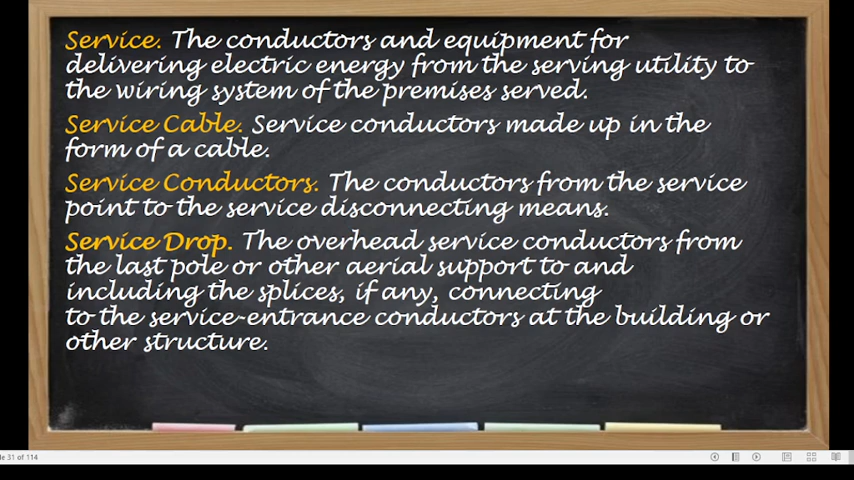 Service. The conductors and equipment for
delivering electric energy from the serving utility to
the wiring system of the premises served.
Service Cable. Service conductors made up in the
form of a cable.
Service Conductors. The conductors from the service
point to the service disconnecting means.
Service Drop. The overhead service conductors from
the last pole or other aerial support to and
including the splices, if any, connecting
to the service-entrance conductors at the building or
other structure.
de 31 of 114